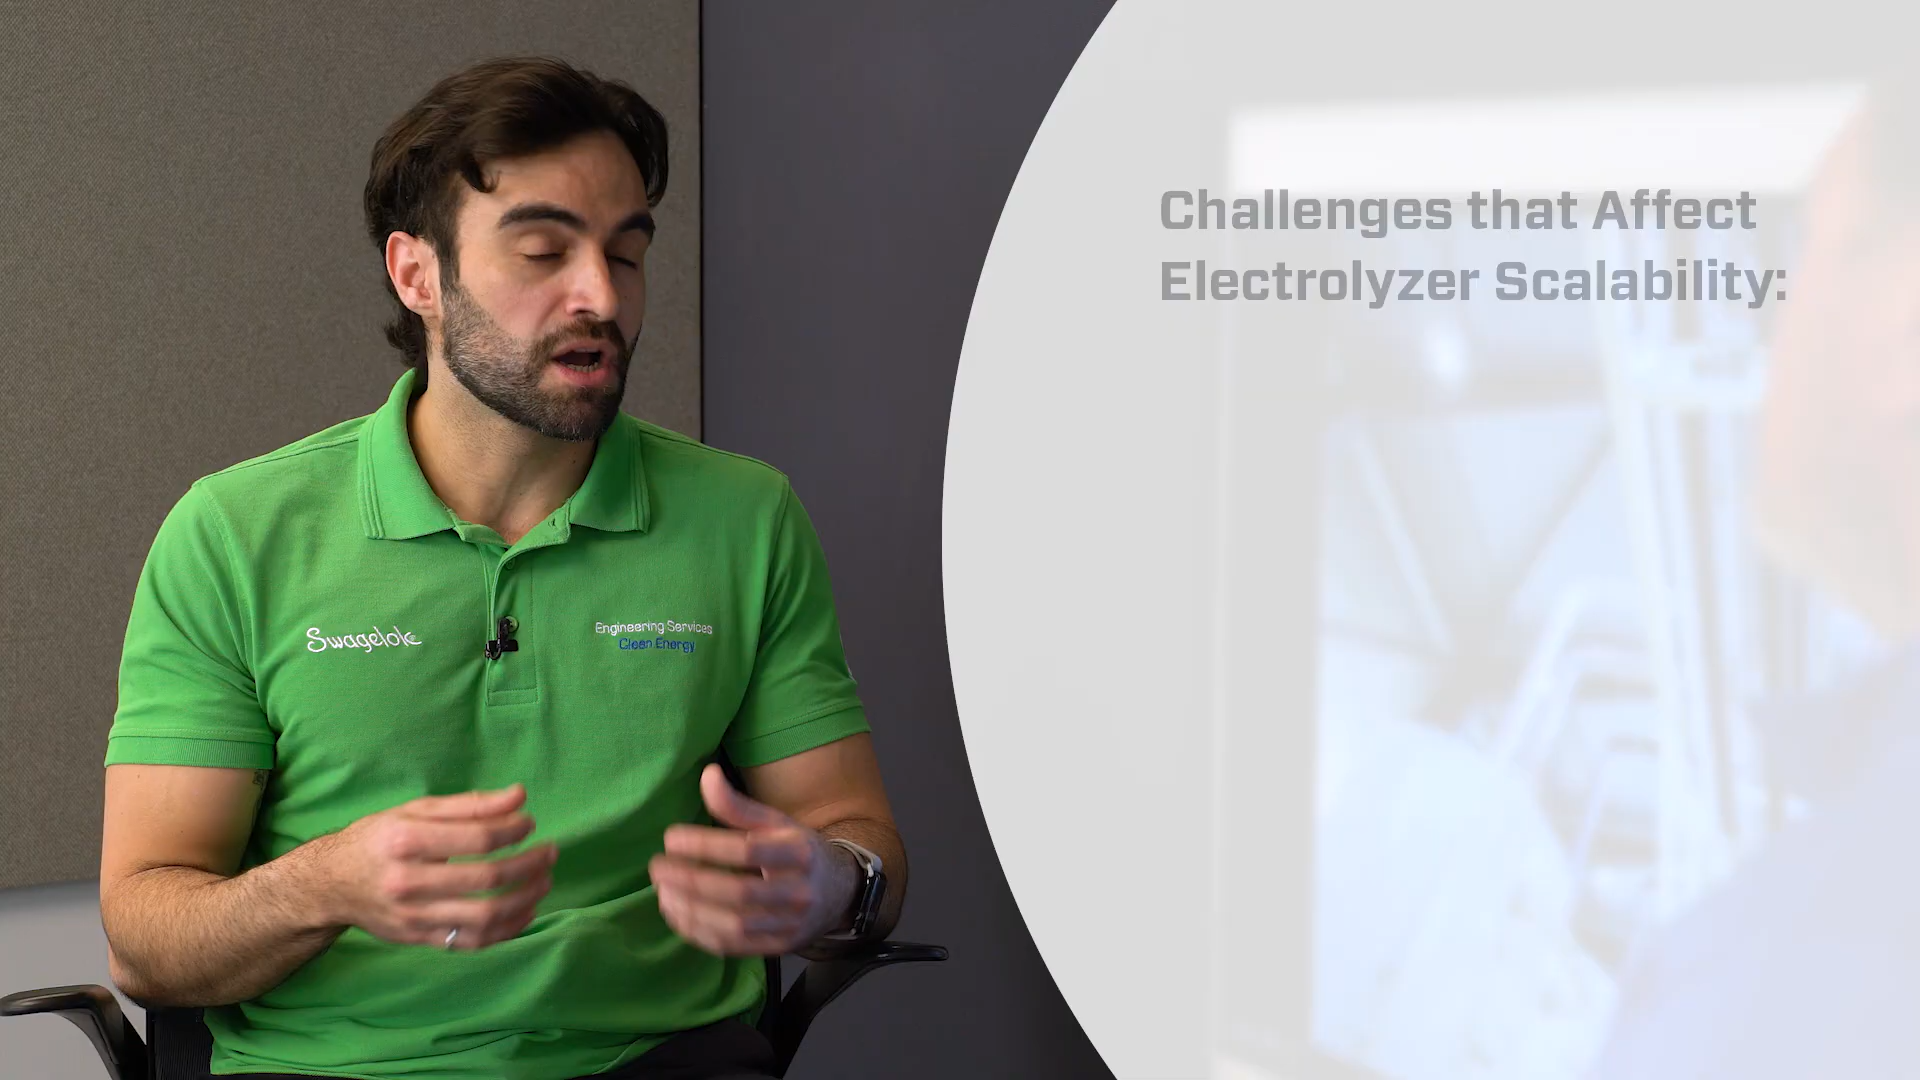 Swagelok
Engineering Services
Clean Energy
Challenges that Affect
Electrolyzer Scalability: